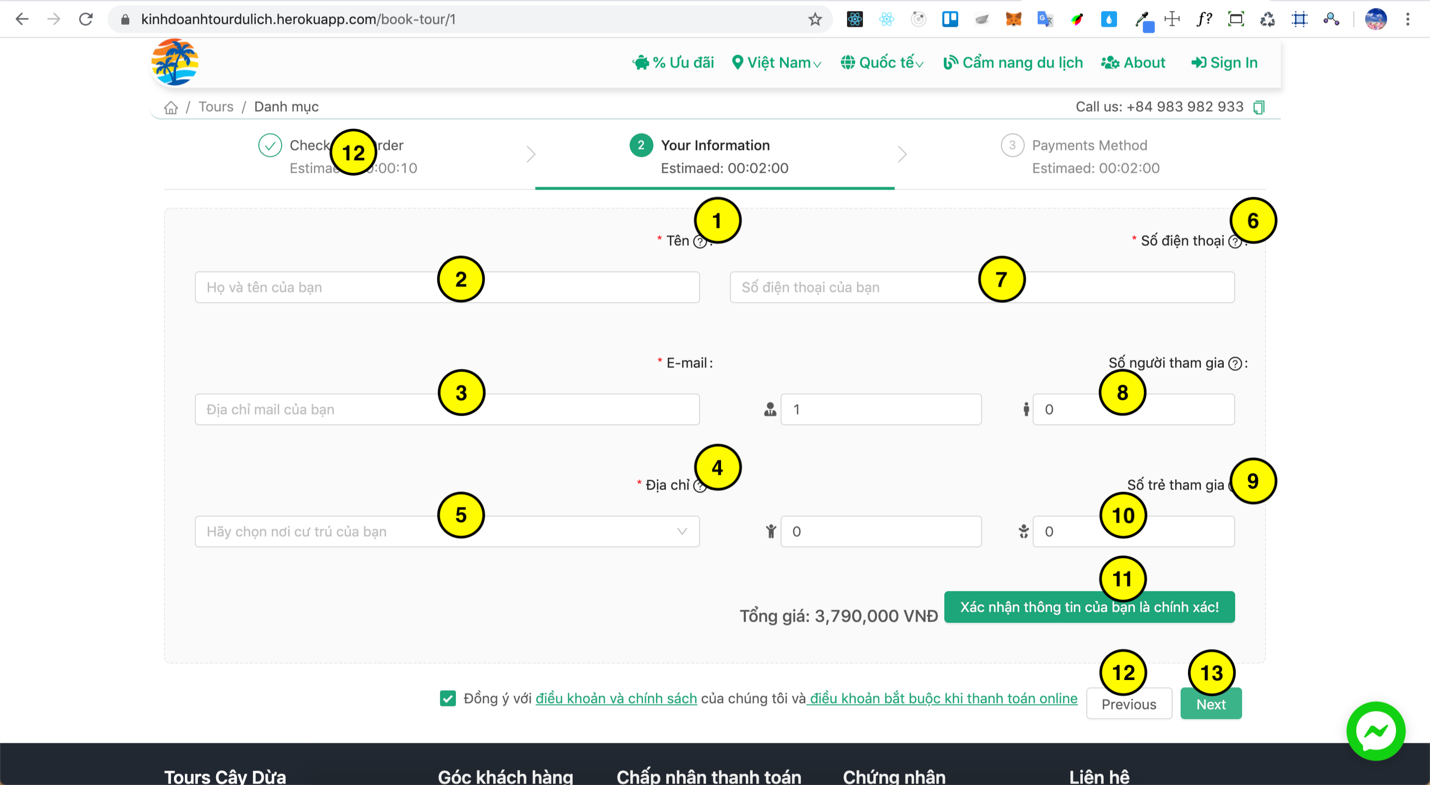 kinhdoanhtourdulich.herokuapp.com/book-tour/1
% Ưu đãi Việt Nam Quốc tế Cẩm nang du lịch About Sign In
/ Tours / Danh mục Call us: +84 983 982 933
Check 12 rder 2 Your Information 3 Payments Method
Estimaed: 00:02:00 Estimaed: 00:02:00
1 6
* Tên : * Số điện thoại :
2 7
Họ và tên của bạn Số điện thoại của bạn
* E-mail : Số người tham gia :
3 8
Địa chỉ mail của bạn 1 0
4 9
* Địa chỉ Số trẻ tham gia
5 10
Hãy chọn nơi cư trú của bạn 0 0
11
Tổng giá: 3,790,000 VNĐ Xác nhận thông tin của bạn là chính xác!
12 13
Đồng ý với điều khoản và chính sách của chúng tôi và điều khoản bắt buộc khi thanh toán online Previous Next
Tours Cây Dừa Góc khách hàng Chấp nhận thanh toán Chứng nhận Liên hệ